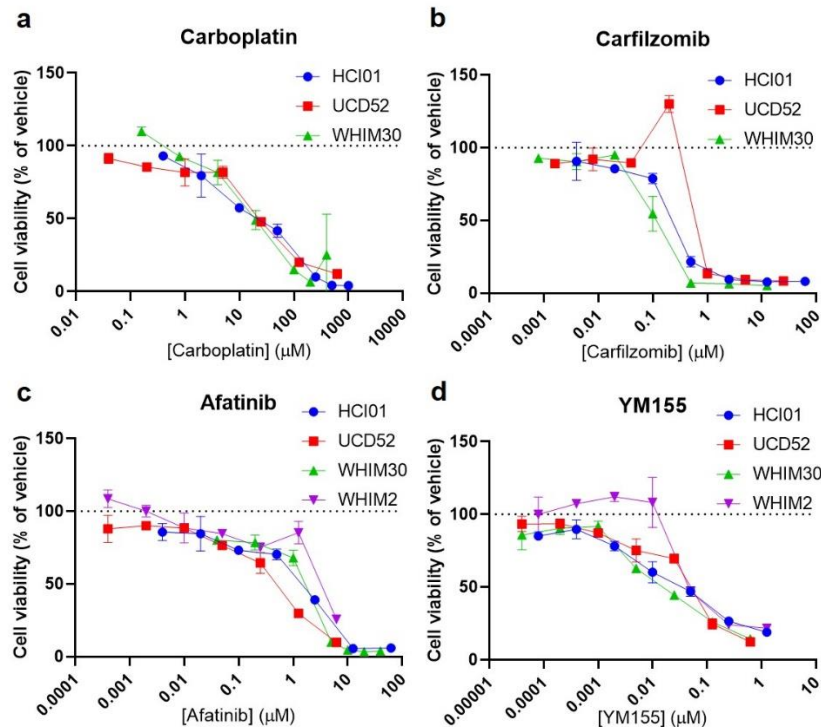 a
Carboplatin
Cell viability (% of vehicle)
150
100
50
0
0.01
0.1
1
10
100
1000
10000
[Carboplatin] (µM)
HCI01
UCD52
WHIM30
b
Carfilzomib
Cell viability (% of vehicle)
150
100
50
0
0.0001
0.001
0.01
0.1
1
10
100
[Carfilzomib] (µM)
HCI01
UCD52
WHIM30
c
Afatinib
Cell viability (% of vehicle)
150
100
50
0
0.0001
0.001
0.01
0.1
1
10
100
[Afatinib] (µM)
HCI01
UCD52
WHIM30
WHIM2
d
YM155
Cell viability (% of vehicle)
150
100
50
0
0.00001
0.0001
0.001
0.01
0.1
1
10
[YM155] (µM)
HCI01
UCD52
WHIM30
WHIM2